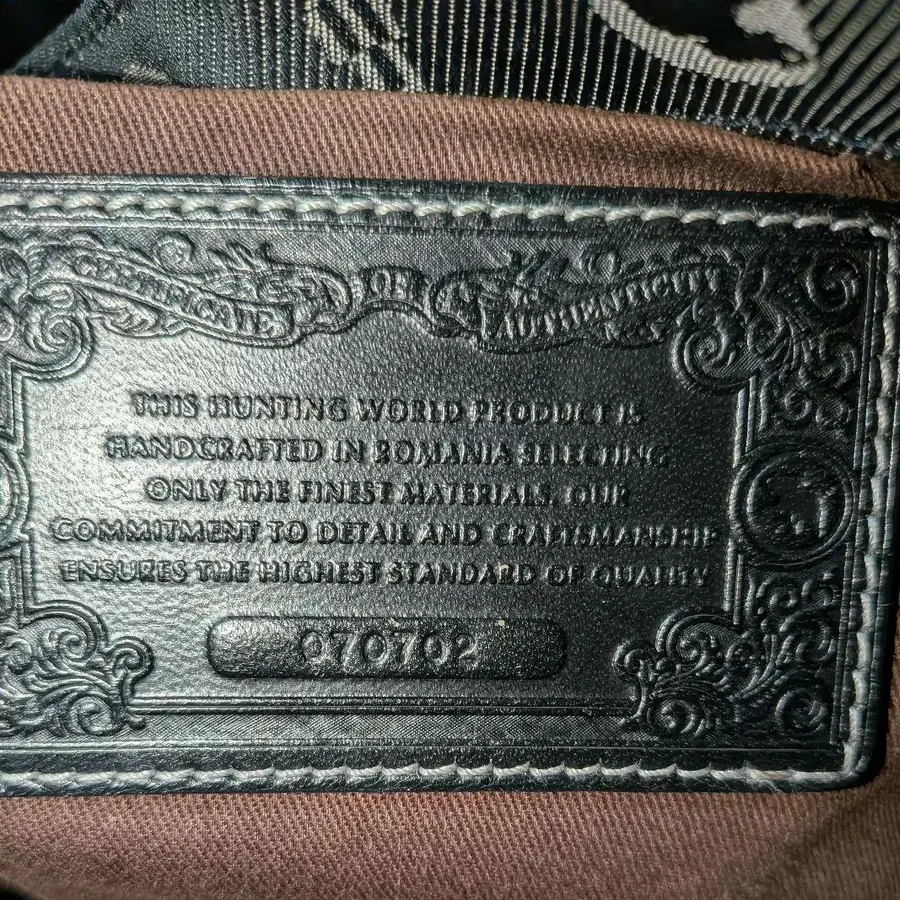 CERTIFICATE OF AUTHENTICITY
THIS HUNTING WORLD PRODUCT IS
HANDCRAFTED IN ROMANIA SELECTING
ONLY THE FINEST MATERIALS. OUR
COMMITMENT TO DETAIL AND CRAFTSMANSHIP
ENSURES THE HIGHEST STANDARD OF QUALITY
070702